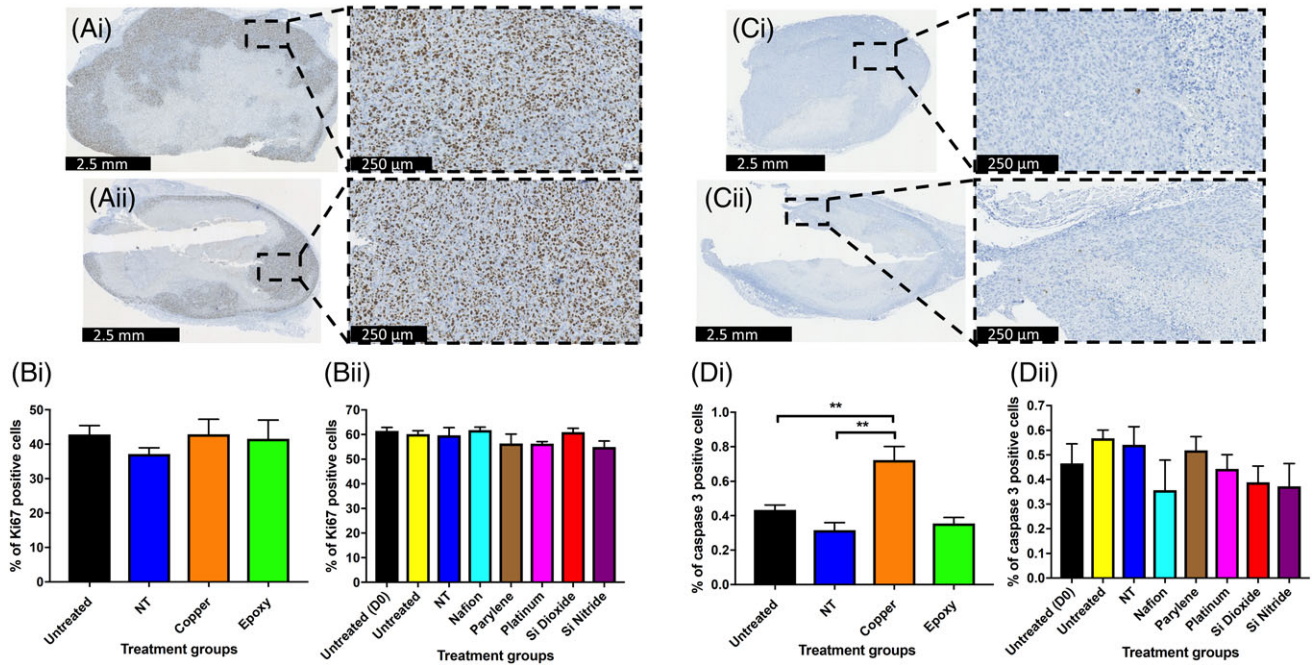 (Ai)
2.5 mm
250 µm
(Aii)
2.5 mm
250 µm
(Ci)
2.5 mm
250 µm
(Cii)
2.5 mm
250 µm
(Bi)
% of Ki67 positive cells
50
40
30
20
10
0
Untreated
NT
Copper
Epoxy
Treatment groups
(Bii)
% of Ki67 positive cells
70
60
50
40
30
20
10
0
Untreated (D0)
Untreated
NT
Nafion
Parylene
Platinum
Si Dioxide
Si Nitride
Treatment groups
(Di)
% of caspase 3 positive cells
1.0
0.8
0.6
0.4
0.2
0.0
**
**
Untreated
NT
Copper
Epoxy
Treatment groups
(Dii)
% of caspase 3 positive cells
0.7
0.6
0.5
0.4
0.3
0.2
0.1
0.0
Untreated (D0)
Untreated
NT
Nafion
Parylene
Platinum
Si Dioxide
Si Nitride
Treatment groups